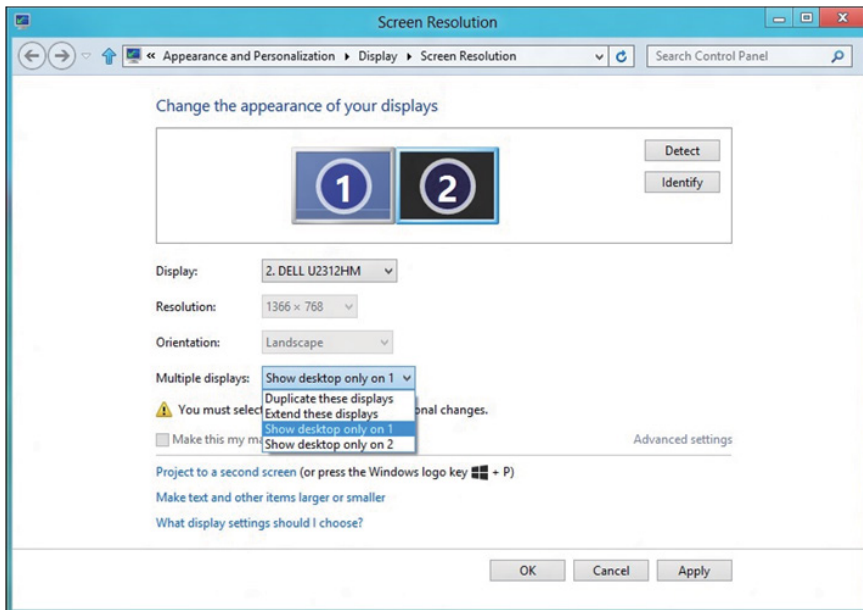 Screen Resolution
« Appearance and Personalization Display Screen Resolution Search Control Panel
Change the appearance of your displays
1 2
Detect
Identify
Display: 2. DELL U2312HM
Resolution: 1366 × 768
Orientation: Landscape
Multiple displays: Show desktop only on 1
Duplicate these displays
Extend these displays
Show desktop only on 1
Show desktop only on 2
You must onal changes.
Make this my
Advanced settings
Project to a second screen (or press the Windows logo key + P)
Make text and other items larger or smaller
What display settings should I choose?
OK Cancel Apply